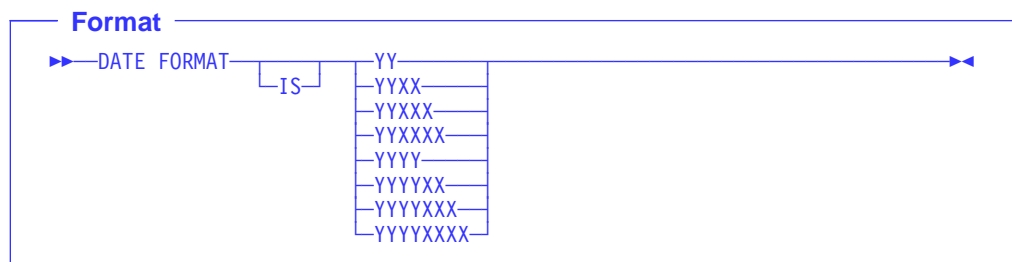 Format
DATE FORMAT YY
IS YYXX
YYXXX
YYXXXX
YYYY
YYYYXX
YYYYXXX
YYYYXXXX